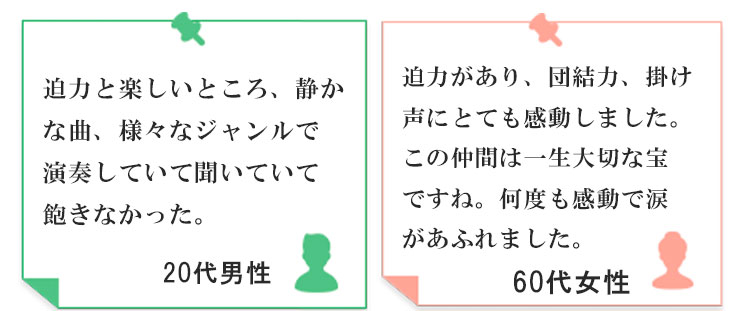 迫力と楽しいところ、静か
な曲、様々なジャンルで
演奏していて聞いていて
飽きなかった。
20代男性
迫力があり、団結力、掛け
声にとても感動しました。
この仲間は一生大切な宝
ですね。何度も感動で涙
があふれました。
60代女性